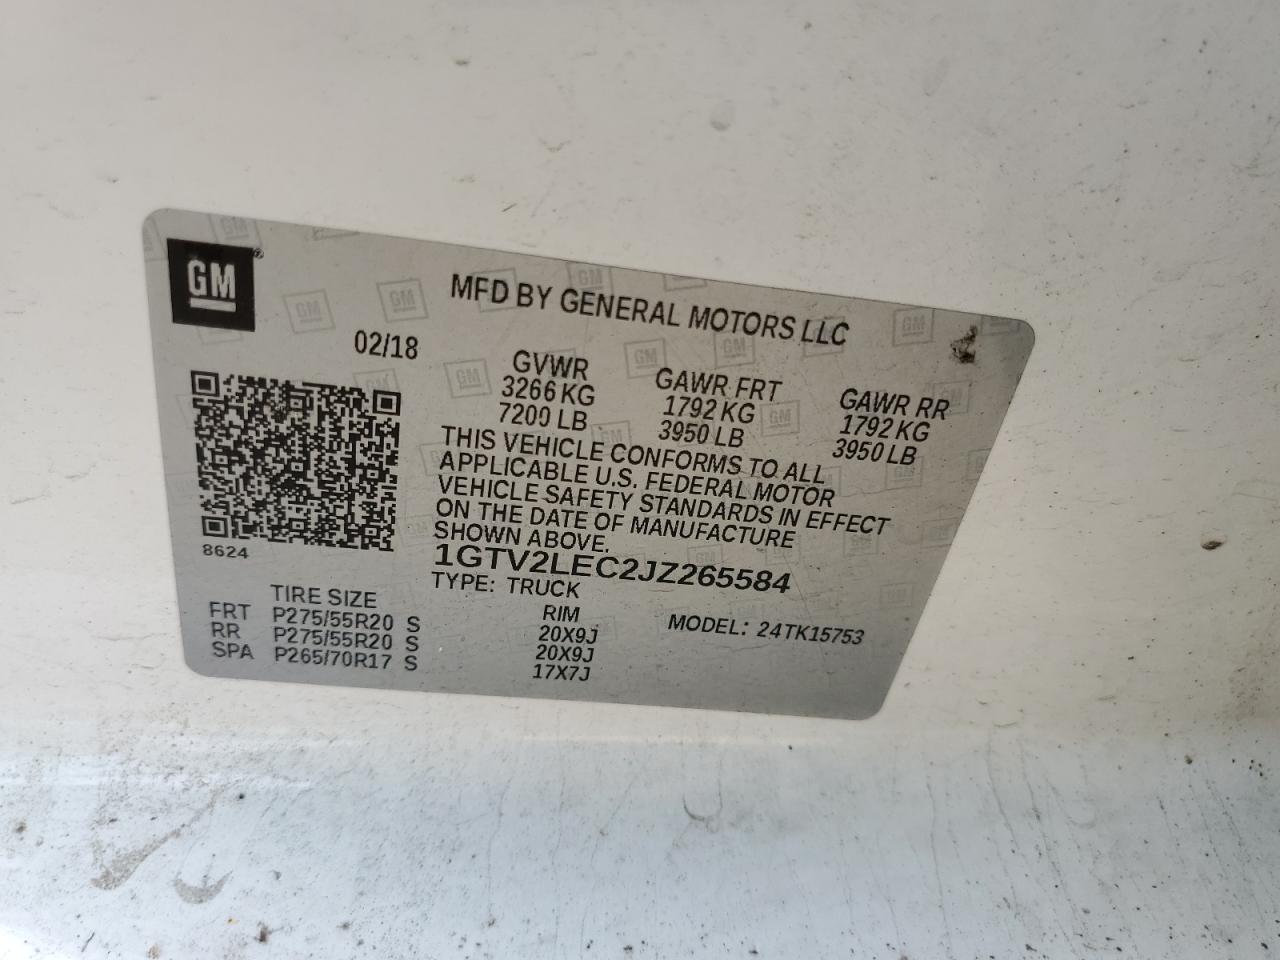 GM
MFD BY GENERAL MOTORS LLC
02/18
GVWR GAWR FRT GAWR RR
3266 KG 1792 KG 1792 KG
7200 LB 3950 LB 3950 LB
THIS VEHICLE CONFORMS TO ALL
APPLICABLE U.S. FEDERAL MOTOR
VEHICLE SAFETY STANDARDS IN EFFECT
ON THE DATE OF MANUFACTURE
SHOWN ABOVE.
8624
1GTV2LEC2JZ265584
TYPE: TRUCK
TIRE SIZE RIM MODEL: 24TK15753
FRT P275/55R20 S 20X9J
RR P275/55R20 S 20X9J
SPA P265/70R17 S 17X7J